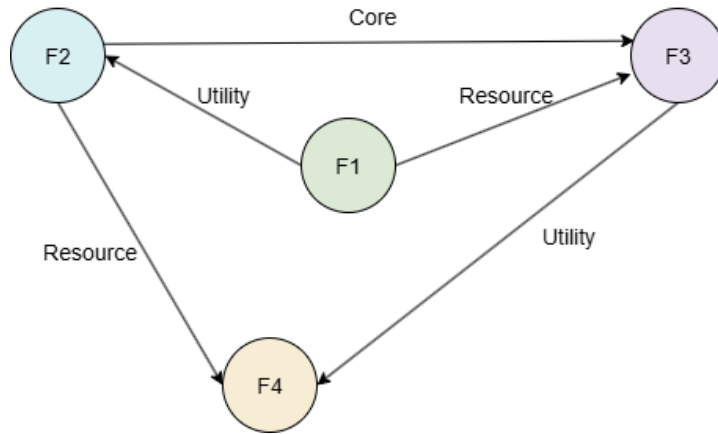 Core
F2
F3
Utility
Resource
F1
Resource
Utility
F4